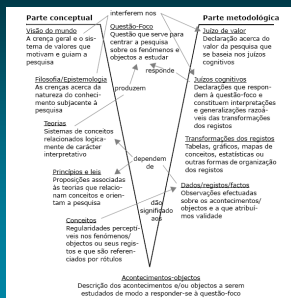 Parte conceptual
interferem nos
Parte metodológica
Visão do mundo
A crença geral e o sis-
tema de valores que
motivam e guiam a
pesquisa
Questão-Foco
Questão que serve para
centrar a pesquisa
sobre os fenómenos e
objectos a estudar
Juízo de valor
Declaração acerca do
valor da pesquisa que
se baseia nos juízos
cognitivos
responde
Filosofia/Epistemologia
As crenças acerca da
natureza do conheci-
mento subjacente à
pesquisa
produzem
Juízos cognitivos
Declarações que respon-
dem à questão-foco e
constituem interpretações
e generalizações razoá-
veis das transformações
dos registos
Teorias
Sistemas de conceitos
relacionados logica-
mente de carácter
interpretativo
Transformações do registos
Tabelas, gráficos, mapas de
conceitos, estatísticas ou
outras formas de organização
dos registos
dependem
de
Princípios e leis
Proposições associadas
às teorias que relacio-
nam conceitos e orien-
tam a pesquisa
Dados/registos/factos
Observações efectuadas
sobre os acontecimentos/
objectos e a que atribuí-
mos validade
Conceitos
Regularidades perceptí-
veis nos fenómenos/
objectos ou seus regis-
tos e que são referen-
ciados por rótulos
dão
significado
aos
Acontecimentos-objectos
Descrição dos acontecimentos e/ou objectos a serem
estudados de modo a responder-se à questão-foco